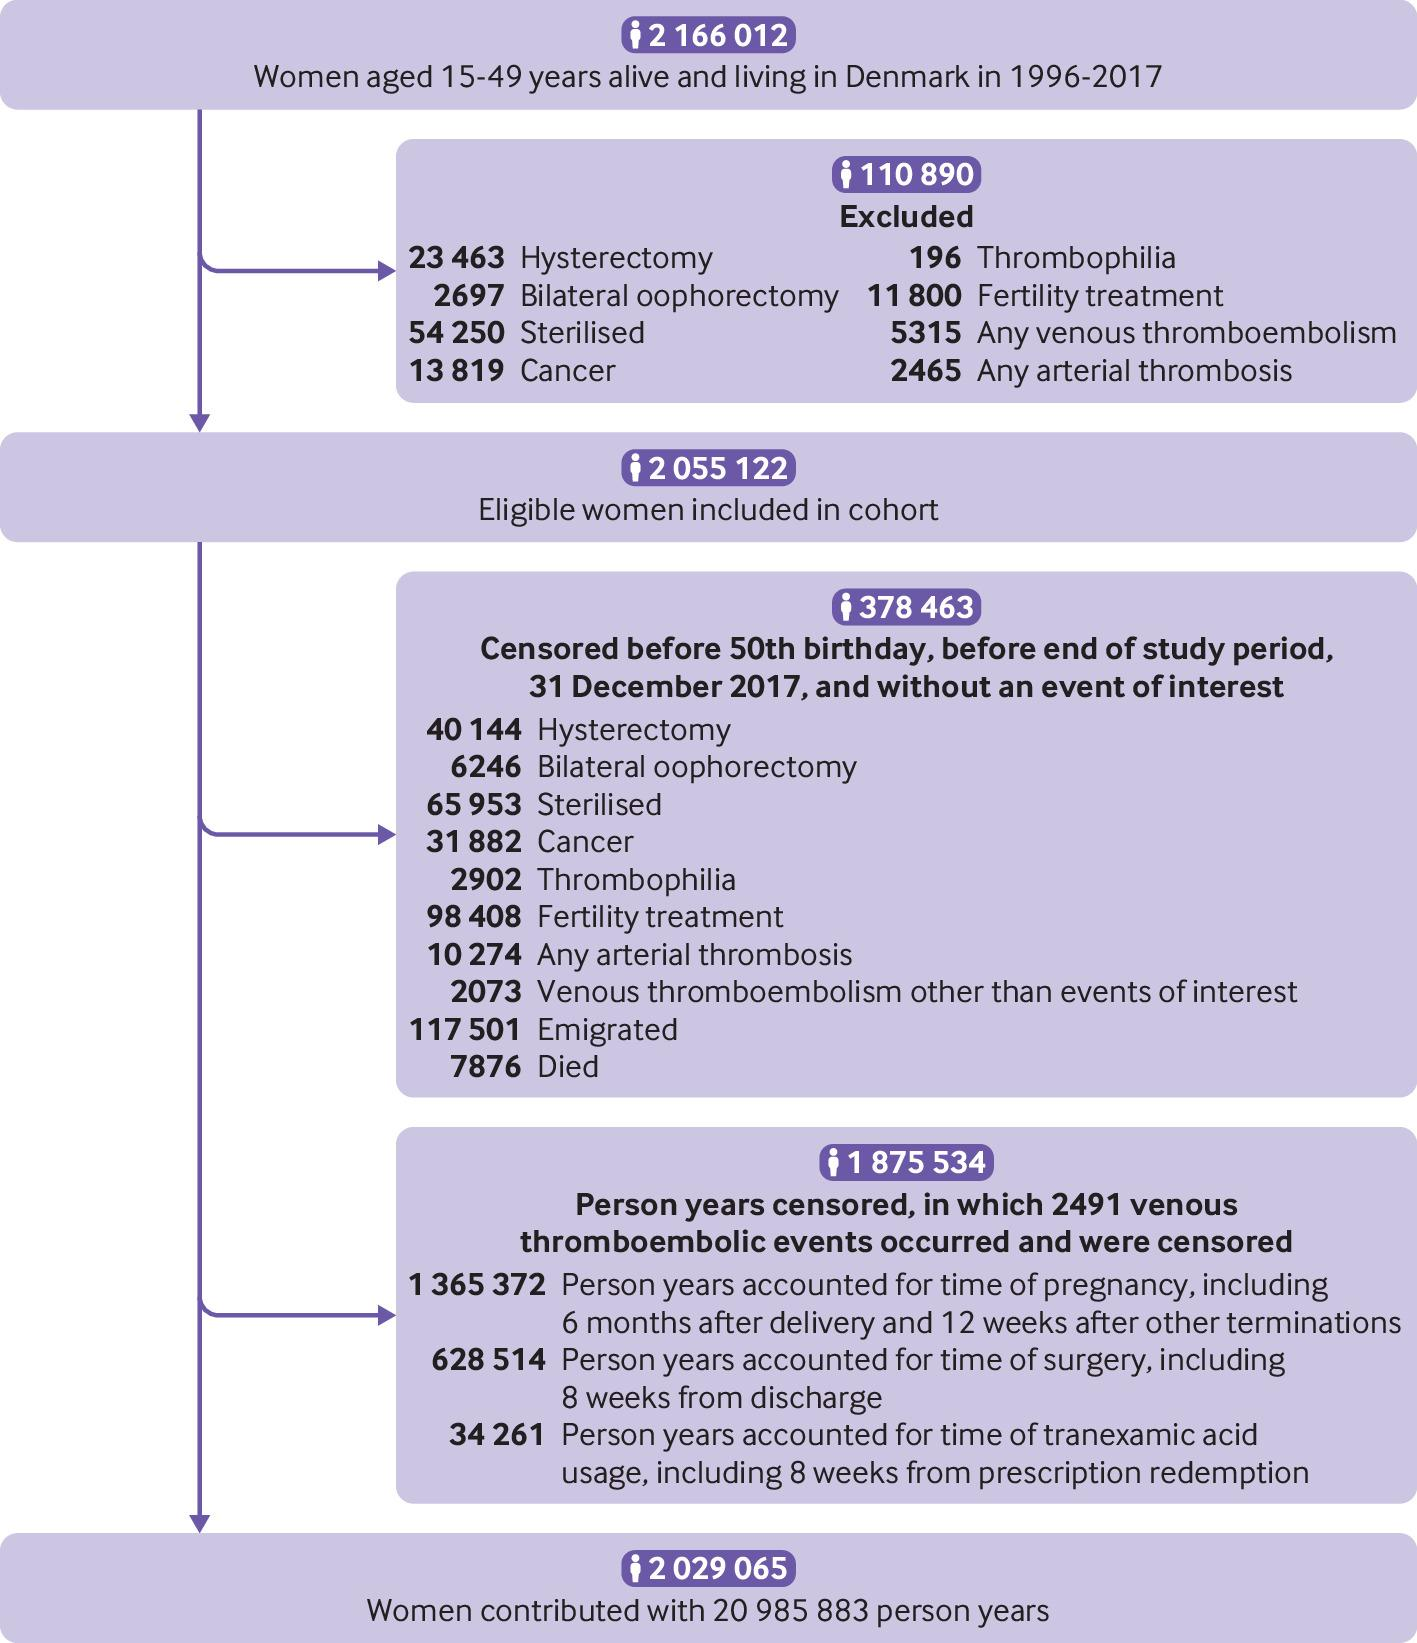 2 166 012
Women aged 15-49 years alive and living in Denmark in 1996-2017
110 890
Excluded
23 463 Hysterectomy
2697 Bilateral oophorectomy
54 250 Sterilised
13 819 Cancer
196 Thrombophilia
11 800 Fertility treatment
5315 Any venous thromboembolism
2465 Any arterial thrombosis
2 055 122
Eligible women included in cohort
378 463
Censored before 50th birthday, before end of study period,
31 December 2017, and without an event of interest
40 144 Hysterectomy
6246 Bilateral oophorectomy
65 953 Sterilised
31 882 Cancer
2902 Thrombophilia
98 408 Fertility treatment
10 274 Any arterial thrombosis
2073 Venous thromboembolism other than events of interest
117 501 Emigrated
7876 Died
1 875 534
Person years censored, in which 2491 venous
thromboembolic events occurred and were censored
1 365 372 Person years accounted for time of pregnancy, including
6 months after delivery and 12 weeks after other terminations
628 514 Person years accounted for time of surgery, including
8 weeks from discharge
34 261 Person years accounted for time of tranexamic acid
usage, including 8 weeks from prescription redemption
2 029 065
Women contributed with 20 985 883 person years